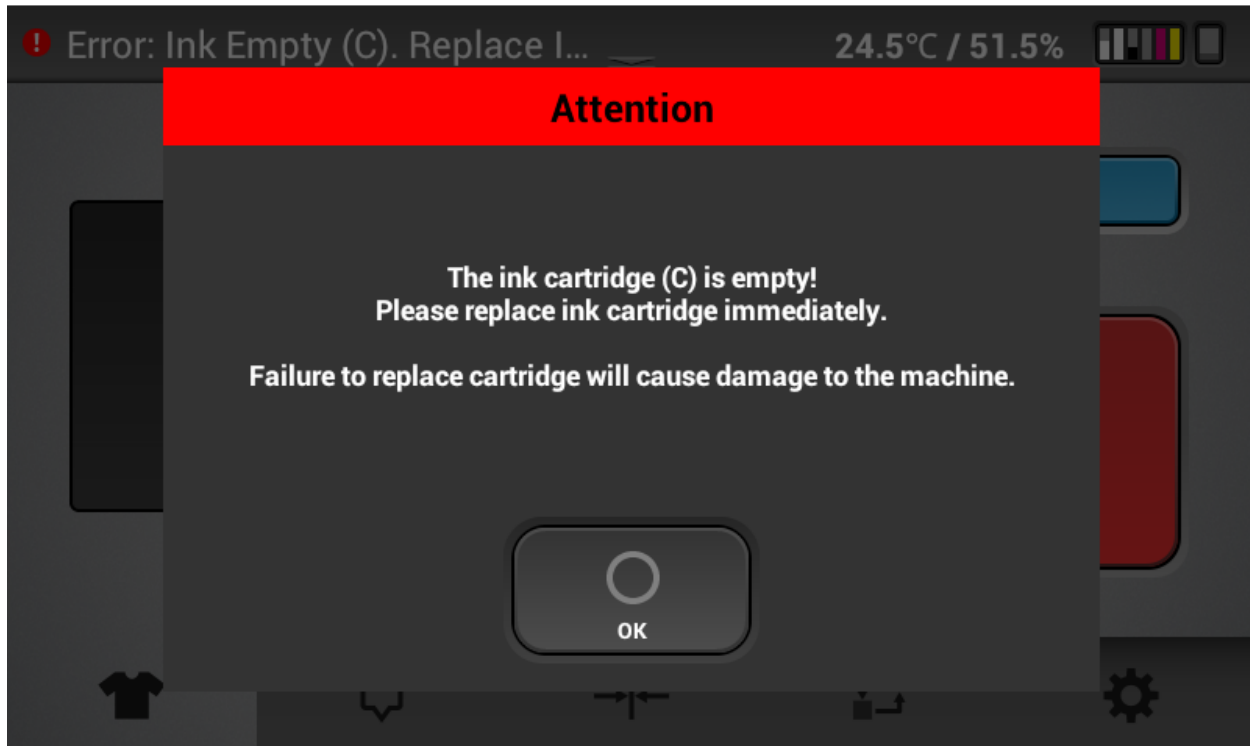 Error: Ink Empty (C). Replace I...
24.5°C / 51.5%
Attention
The ink cartridge (C) is empty!
Please replace ink cartridge immediately.
Failure to replace cartridge will cause damage to the machine.
OK